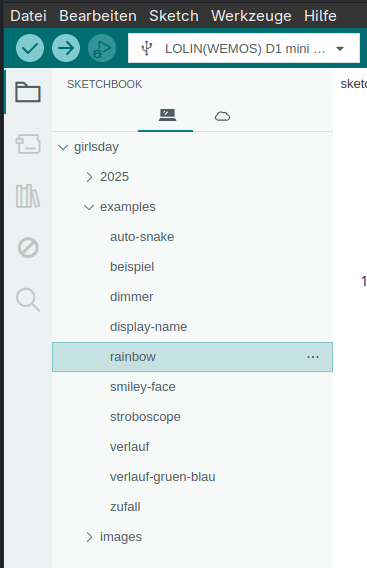 Datei Bearbeiten Sketch Werkzeuge Hilfe
LOLIN(WEMOS) D1 mini ...
SKETCHBOOK
girlsday
2025
examples
auto-snake
beispiel
dimmer
display-name
rainbow
smiley-face
stroboscope
verlauf
verlauf-gruen-blau
zufall
images
1